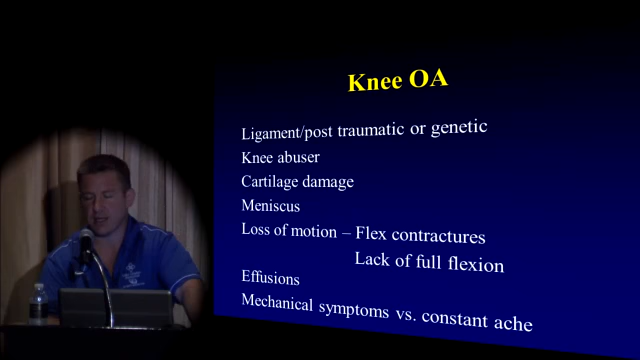 Knee OA
Ligament/post traumatic or genetic
Knee abuser
Cartilage damage
Meniscus
Loss of motion – Flex contractures
Lack of full flexion
Effusions
Mechanical symptoms vs. constant ache